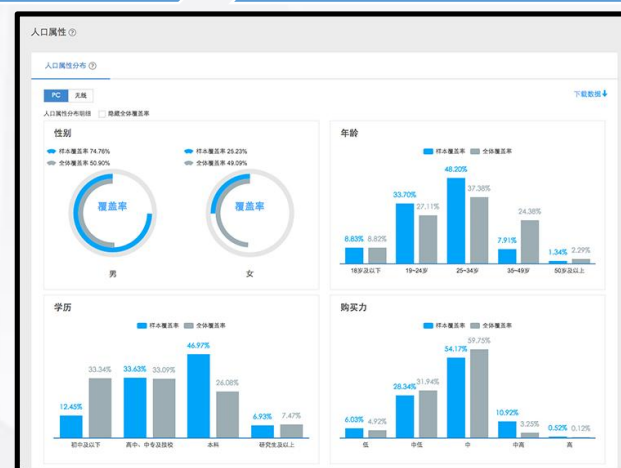 人口属性
人口属性分布
PC 无线
下载数据
人口属性分布阶段 隐藏全体覆盖率
性别
样本覆盖率 74.76% 样本覆盖率 25.23%
全体覆盖率 50.90% 全体覆盖率 49.09%
覆盖率 覆盖率
男 女
年龄
样本覆盖率 全体覆盖率
8.83% 8.82% 33.70% 27.11% 48.20% 37.38% 7.91% 24.38% 1.34% 2.29%
18岁及以下 19~24岁 25~34岁 35~49岁 50岁及以上
学历
样本覆盖率 全体覆盖率
12.45% 33.34% 33.63% 33.09% 46.97% 26.08% 6.93% 7.47%
初中及以下 高中、中专及技校 本科 研究生及以上
购买力
样本覆盖率 全体覆盖率
6.03% 4.92% 28.34% 31.94% 54.17% 59.75% 10.92% 3.25% 0.52% 0.12%
低 中低 中 中高 高